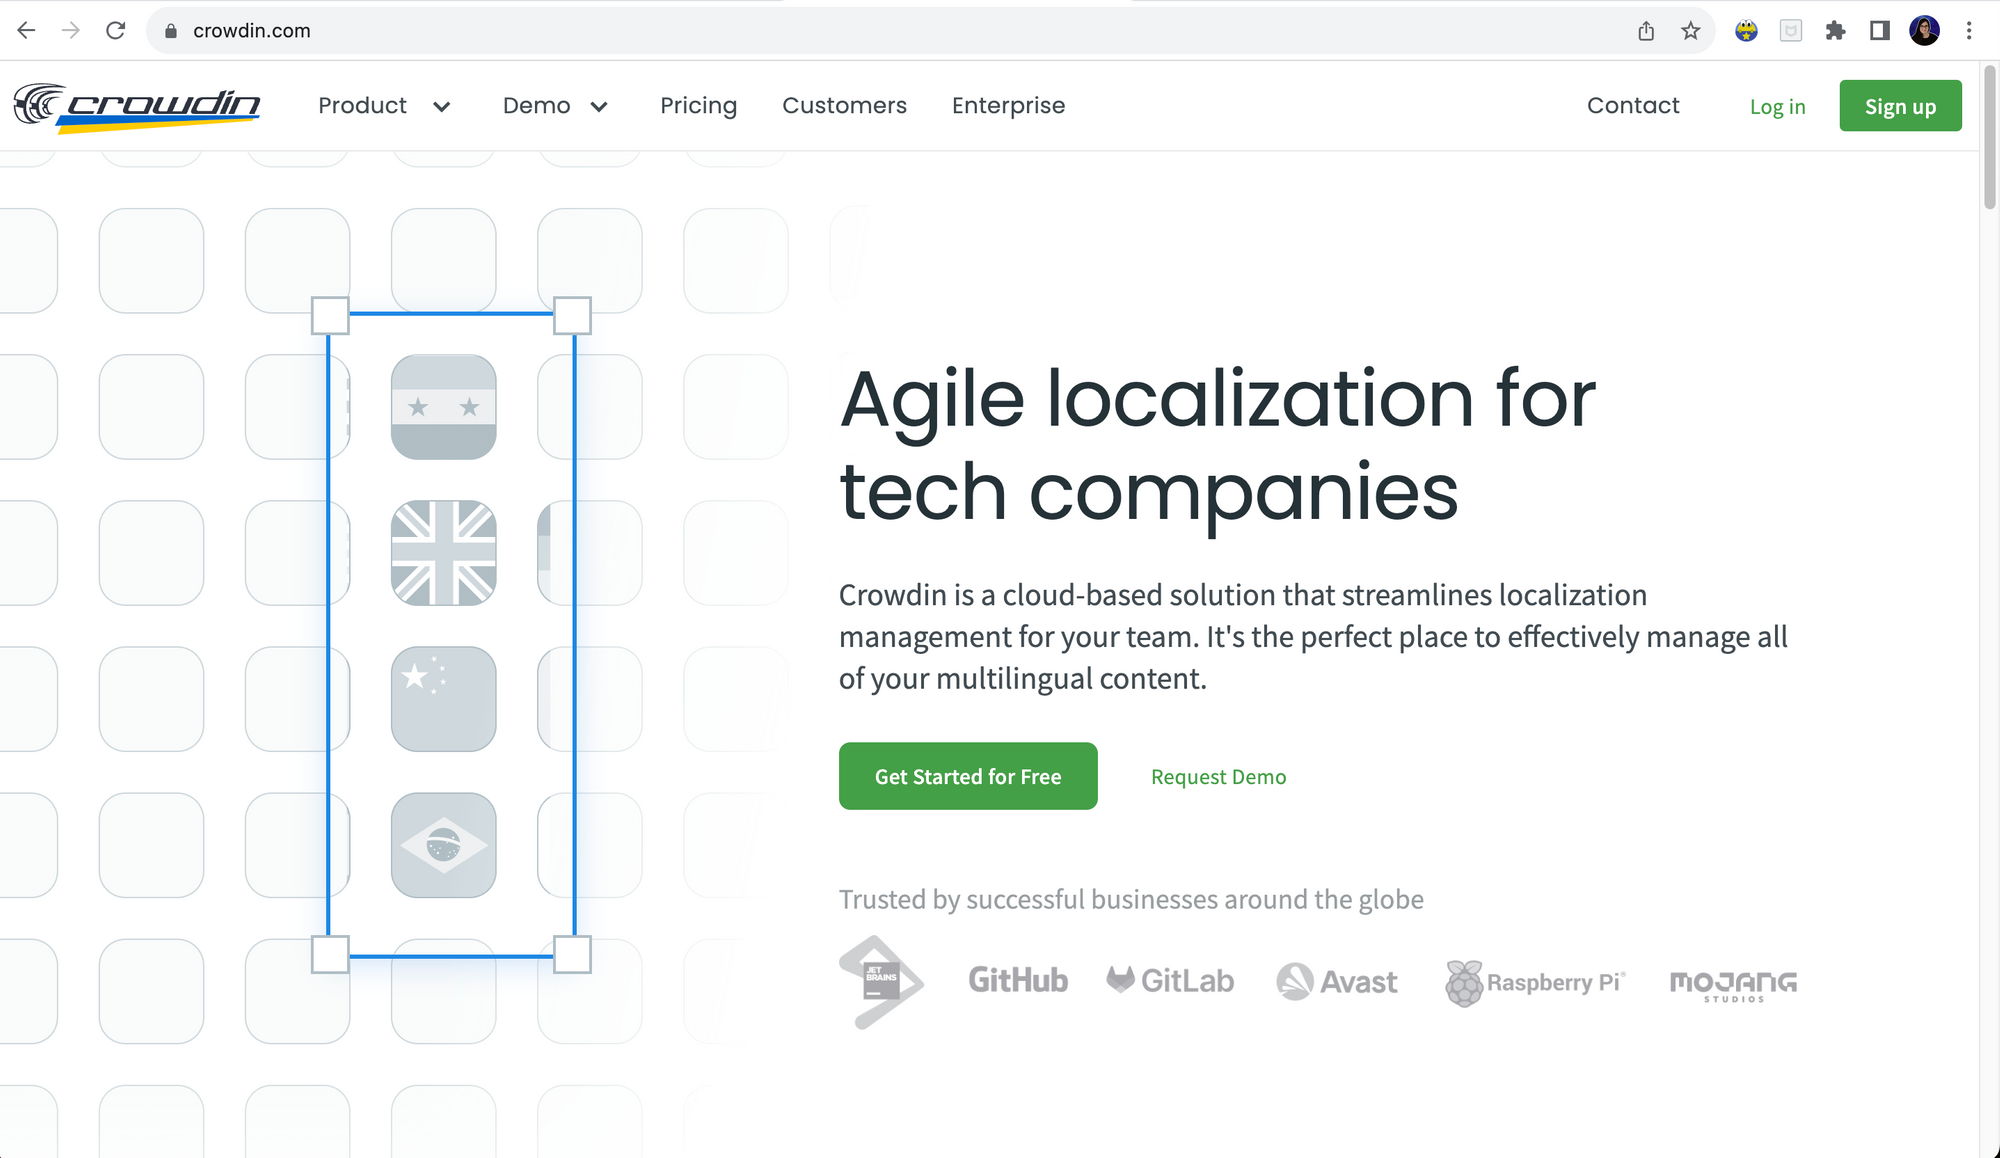 crowdin.com
crowdin
Product
Demo
Pricing
Customers
Enterprise
Contact
Log in
Sign up
Agile localization for
tech companies
Crowdin is a cloud-based solution that streamlines localization
management for your team. It's the perfect place to effectively manage all
of your multilingual content.
Get Started for Free
Request Demo
Trusted by successful businesses around the globe
JET
BRAINS
GitHub
GitLab
Avast
Raspberry Pi®
MOJANG
STUDIOS